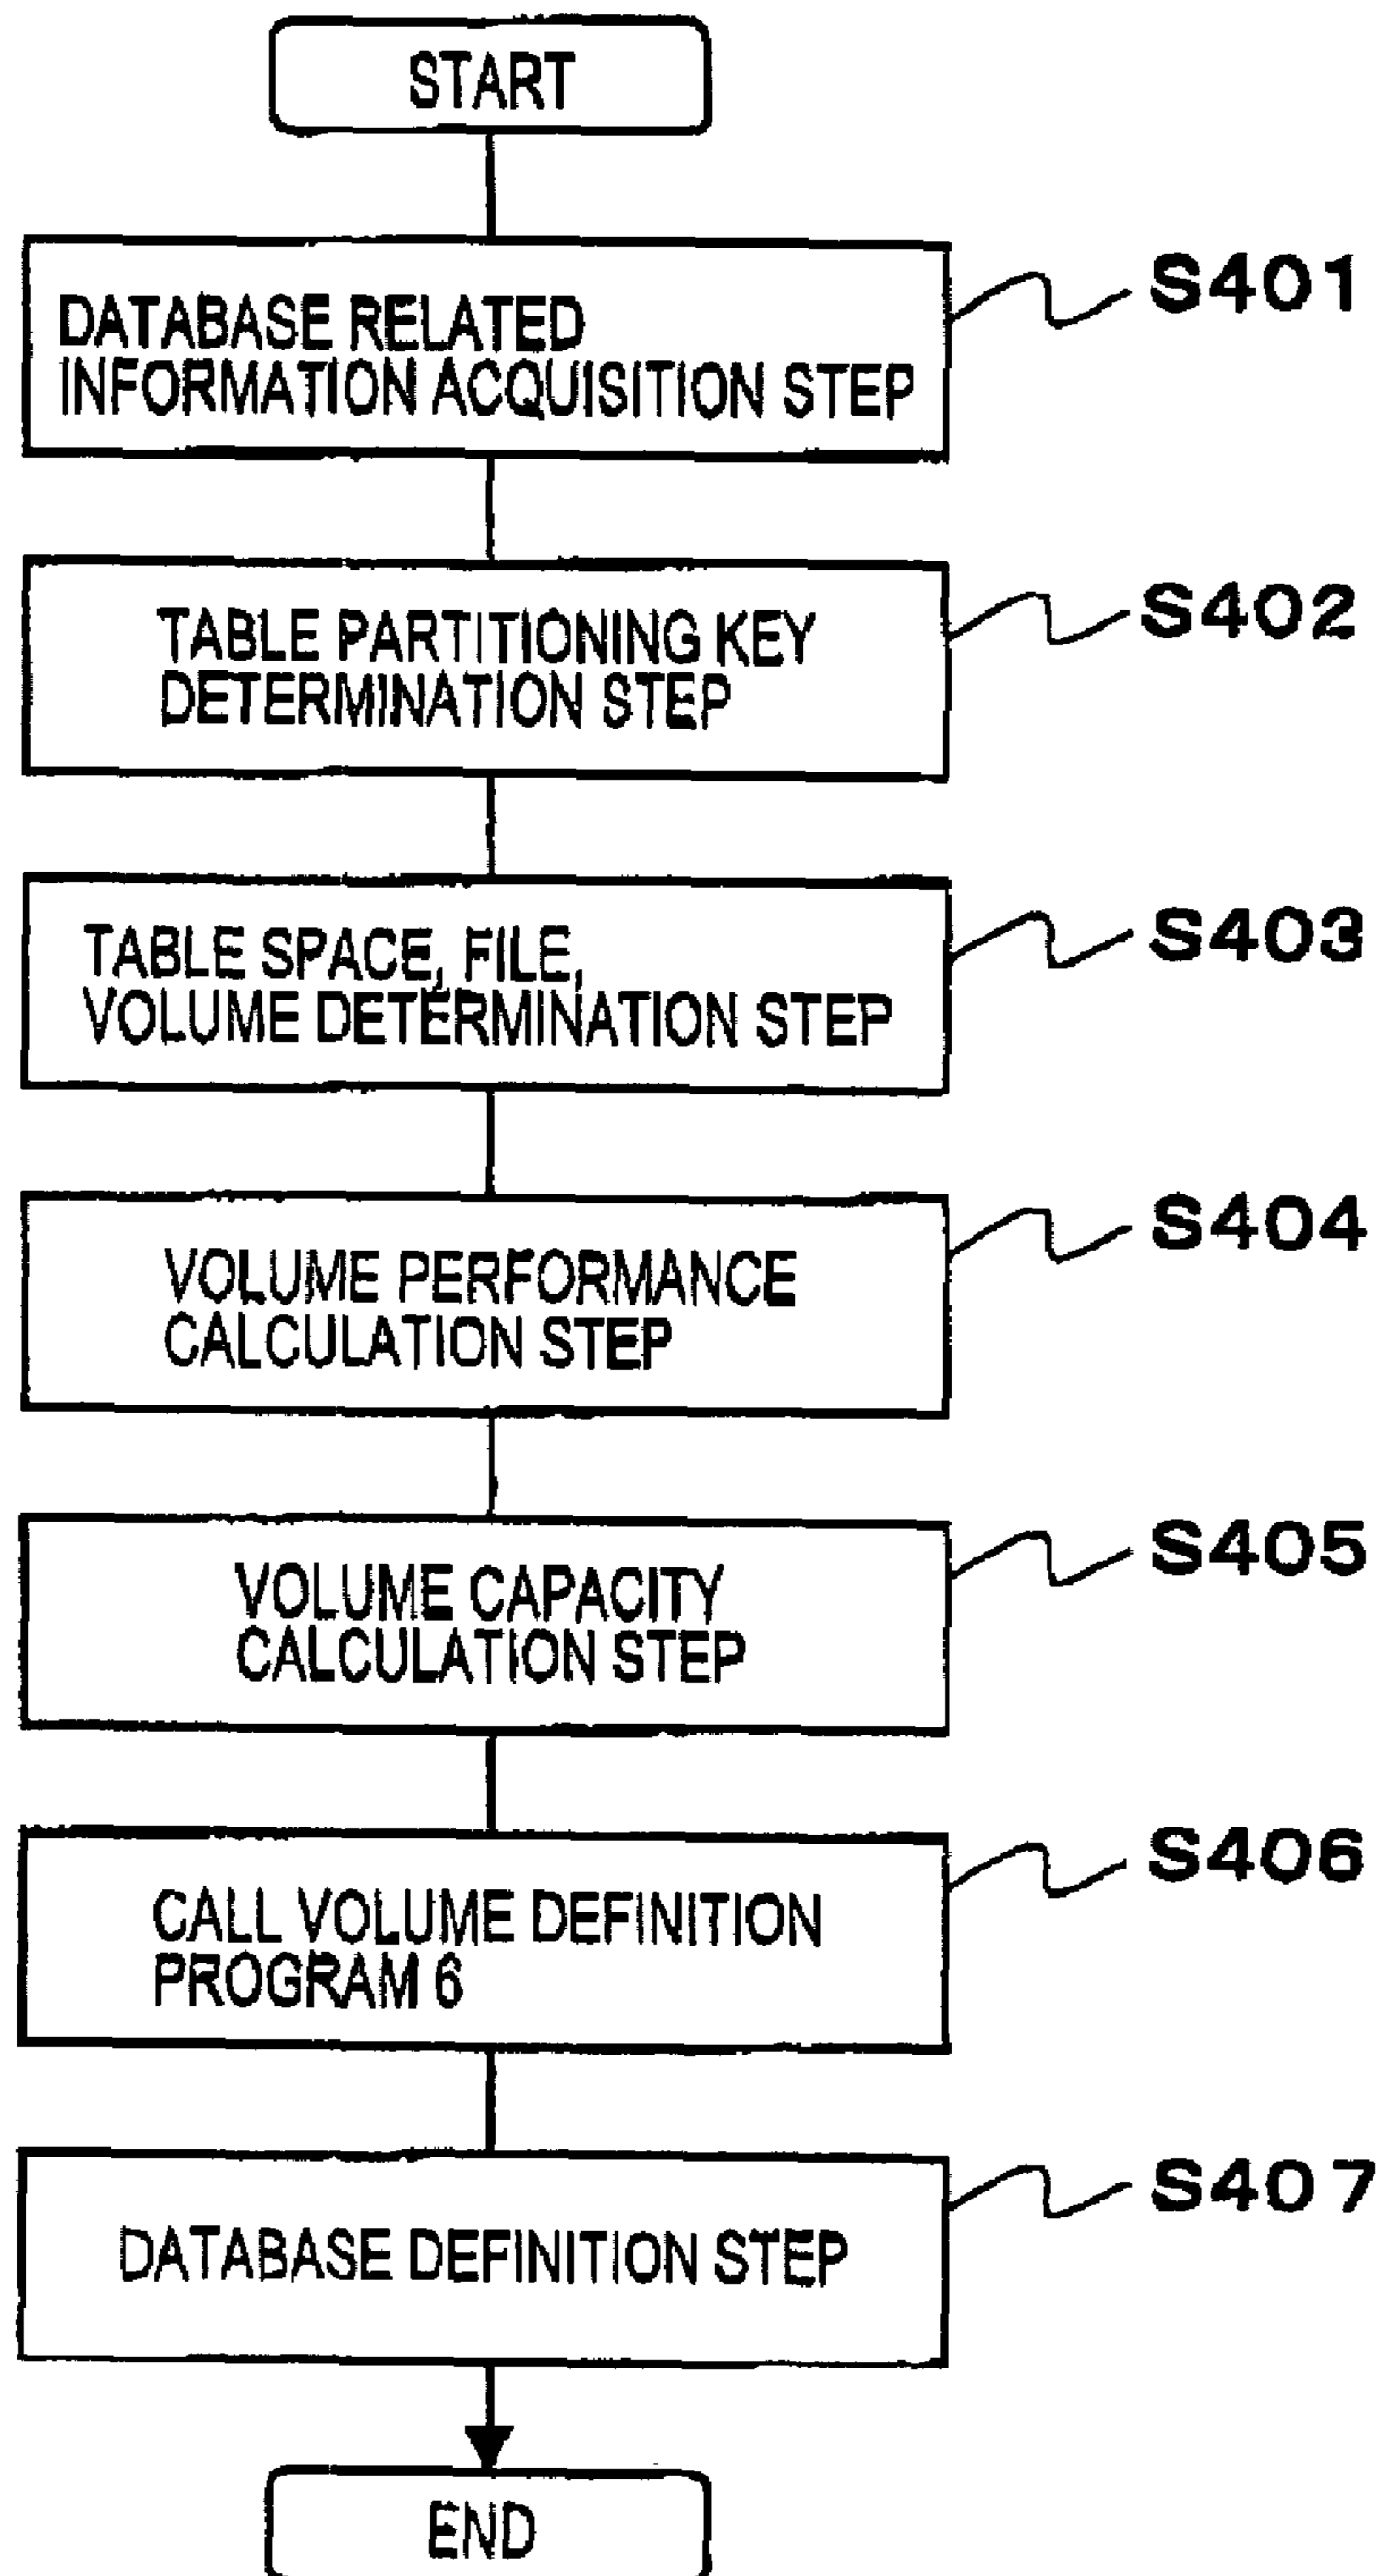 START
DATABASE RELATED
INFORMATION ACQUISITION STEP
S401
TABLE PARTITIONING KEY
DETERMINATION STEP
S402
TABLE SPACE, FILE,
VOLUME DETERMINATION STEP
S403
VOLUME PERFORMANCE
CALCULATION STEP
S404
VOLUME CAPACITY
CALCULATION STEP
S405
CALL VOLUME DEFINITION
PROGRAM 6
S406
DATABASE DEFINITION STEP
S407
END